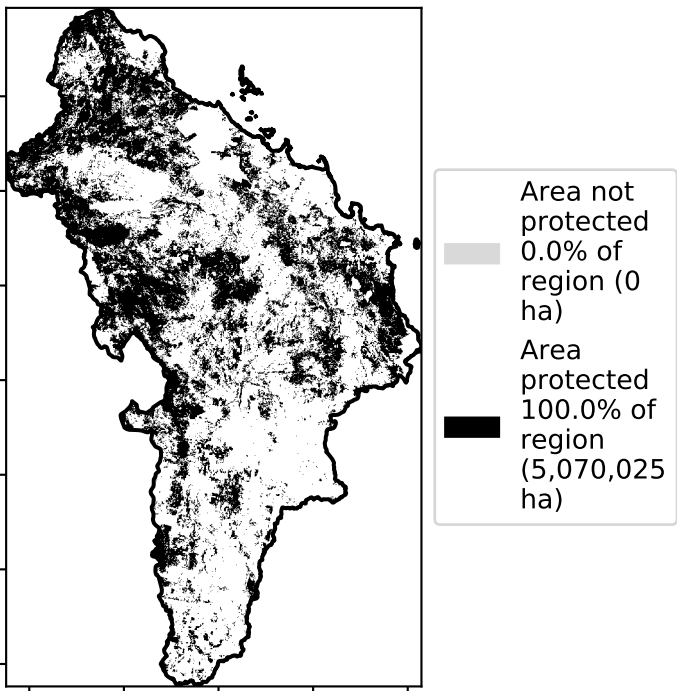 Area not
protected
0.0% of
region (0
ha)
Area
protected
100.0% of
region
(5,070,025
ha)